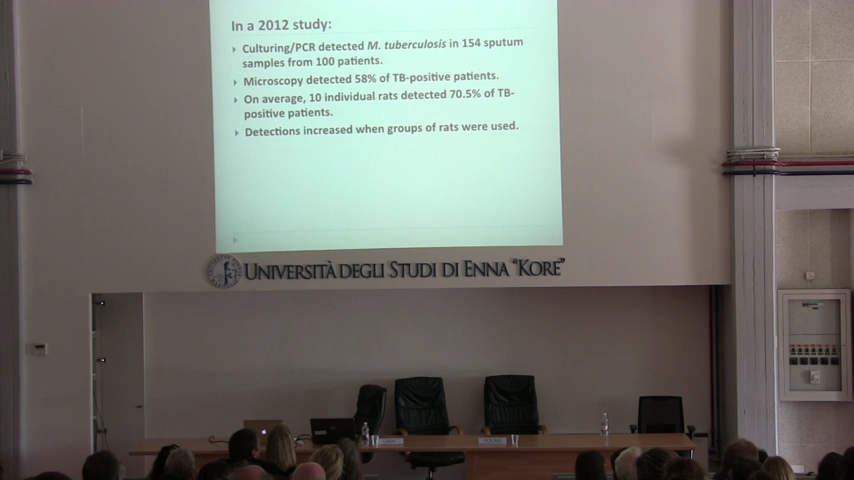 In a 2012 study:
Culturing/PCR detected M. tuberculosis in 154 sputum
samples from 100 patients.
Microscopy detected 58% of TB-positive patients.
On average, 10 individual rats detected 70.5% of TB-
positive patients.
Detections increased when groups of rats were used.
UNIVERSITÀ DEGLI STUDI DI ENNA "KORE"